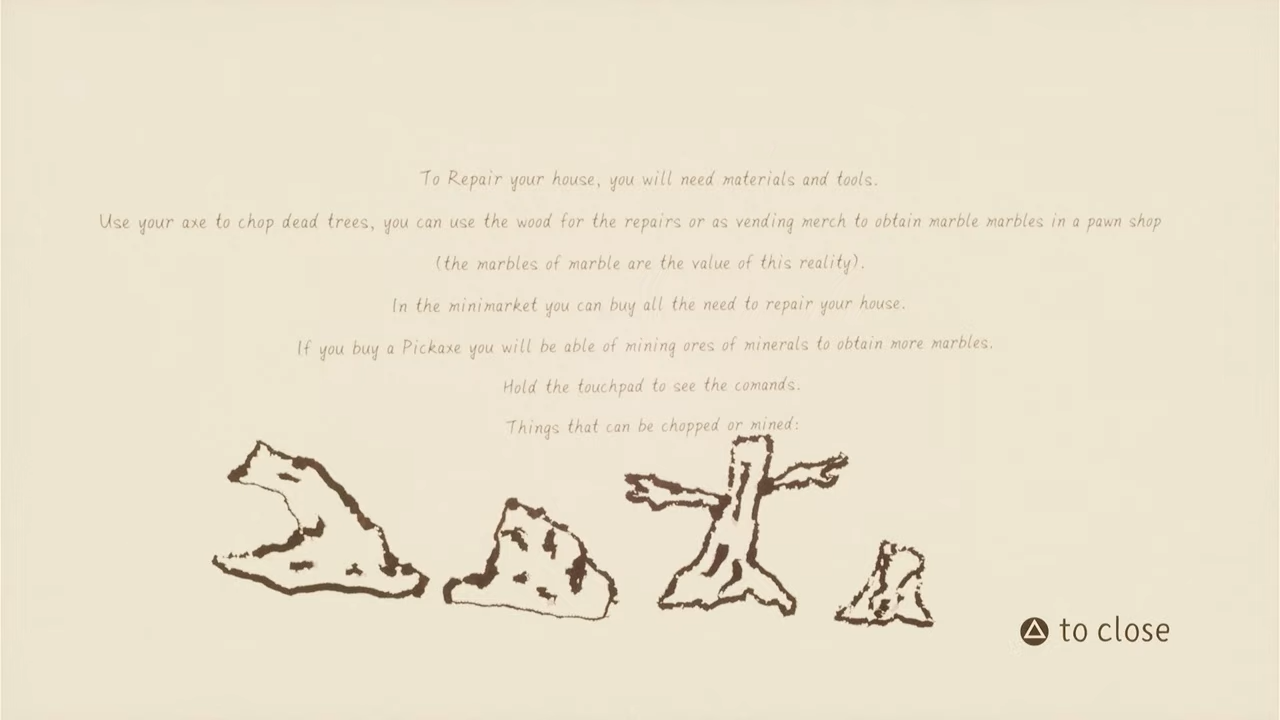 To Repair your house, you will need materials and tools.
Use your axe to chop dead trees, you can use the wood for the repairs or as vending merch to obtain marble marbles in a pawn shop
(the marbles of marble are the value of this reality).
In the minimarket you can buy all the need to repair your house.
If you buy a Pickaxe you will be able of mining ores of minerals to obtain more marbles.
Hold the touchpad to see the comands.
Things that can be chopped or mined:
to close